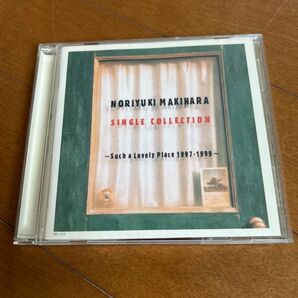 NORIYUKI MAKIHARA
SINGLE COLLECTION
~Such a Lovely Place 1997-1999~